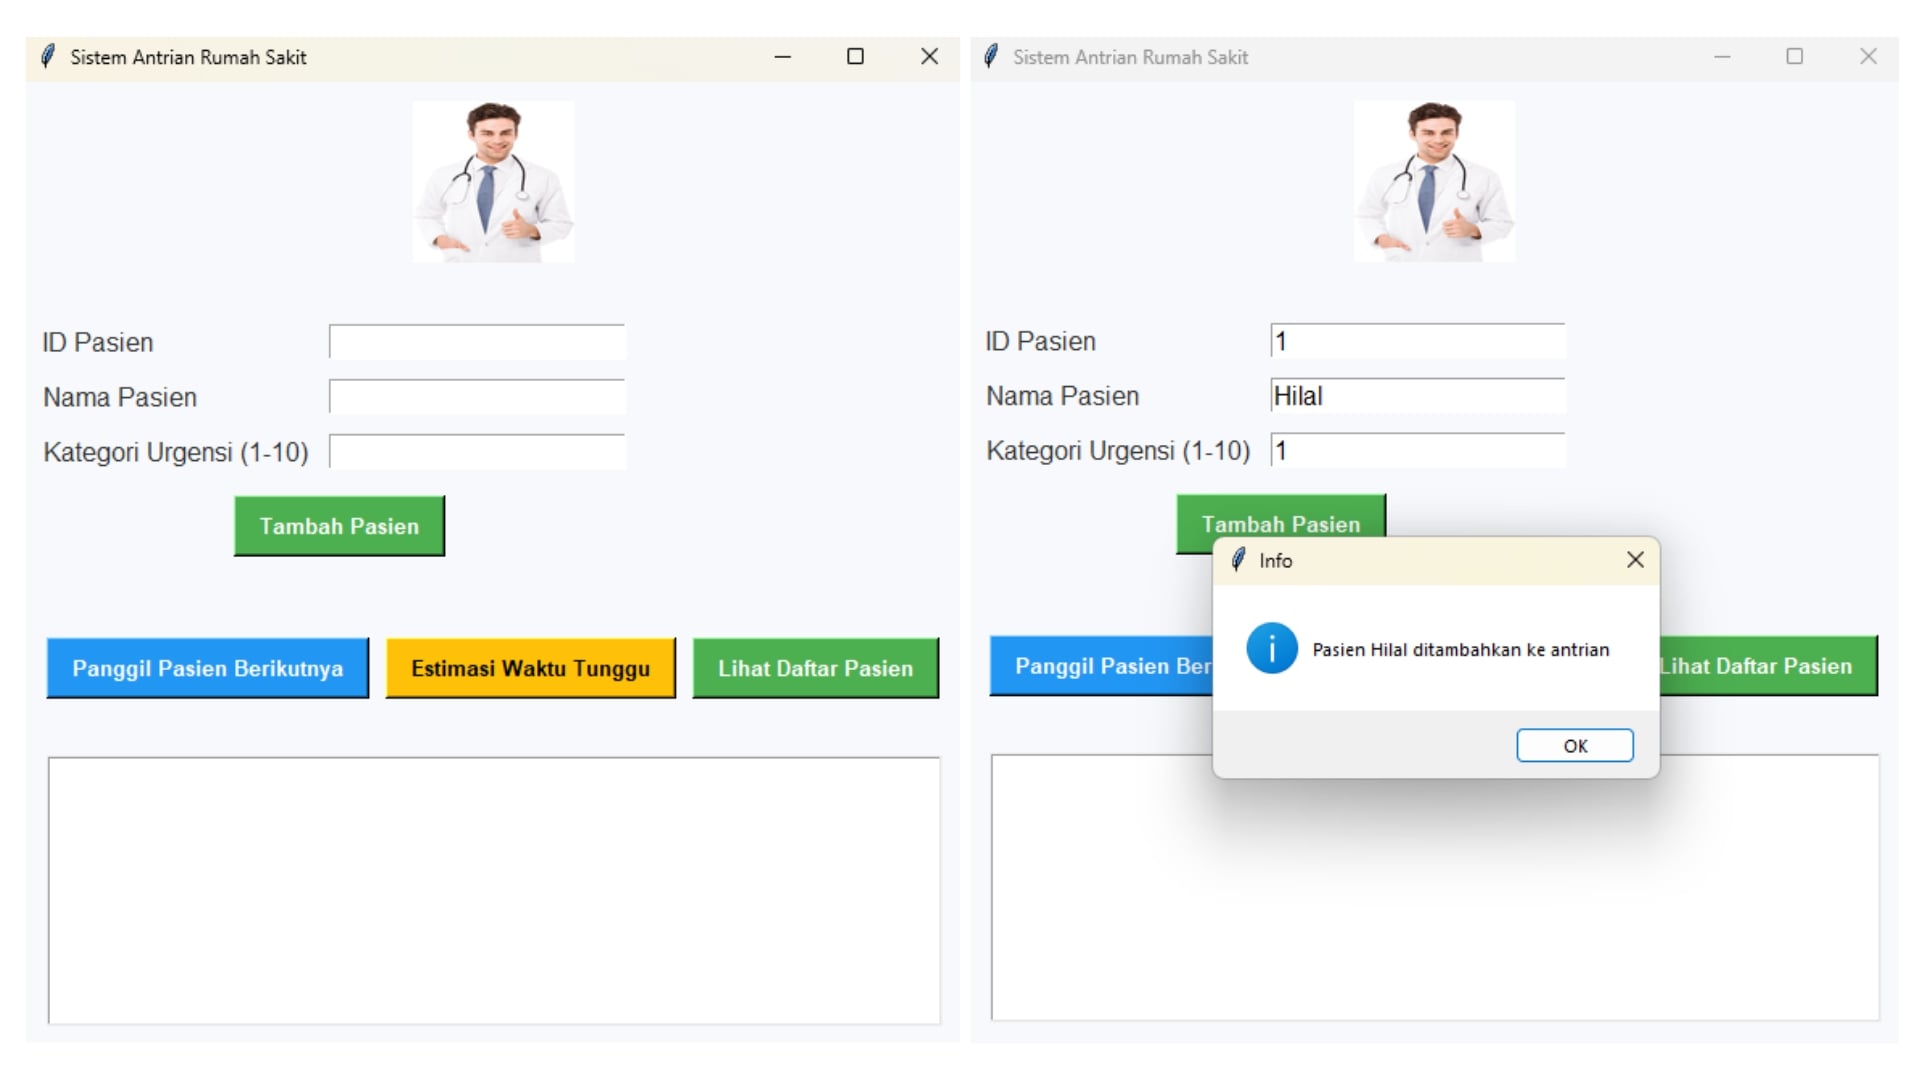 Sistem Antrian Rumah Sakit
ID Pasien
Nama Pasien
Kategori Urgensi (1-10)
Tambah Pasien
Panggil Pasien Berikutnya
Estimasi Waktu Tunggu
Lihat Daftar Pasien
Sistem Antrian Rumah Sakit
ID Pasien
1
Nama Pasien
Hilal
Kategori Urgensi (1-10)
1
Tambah Pasien
Info
Pasien Hilal ditambahkan ke antrian
OK
Panggil Pasien Ber
Lihat Daftar Pasien